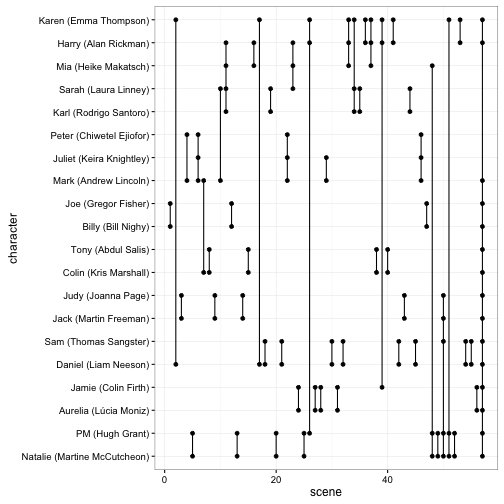 Karen (Emma Thompson)
Harry (Alan Rickman)
Mia (Heike Makatsch)
Sarah (Laura Linney)
Karl (Rodrigo Santoro)
Peter (Chiwetel Ejiofor)
Juliet (Keira Knightley)
Mark (Andrew Lincoln)
Joe (Gregor Fisher)
Billy (Bill Nighy)
Tony (Abdul Salis)
Colin (Kris Marshall)
Judy (Joanna Page)
Jack (Martin Freeman)
Sam (Thomas Sangster)
Daniel (Liam Neeson)
Jamie (Colin Firth)
Aurelia (Lúcia Moniz)
PM (Hugh Grant)
Natalie (Martine McCutcheon)
character
0 20 40
scene